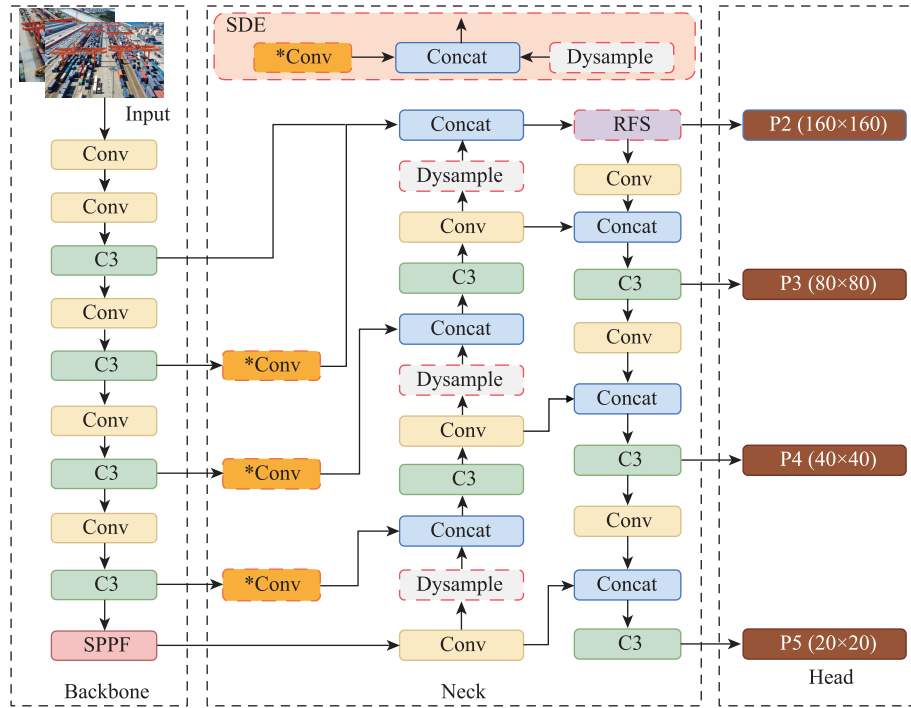 SDE
*Conv
Concat
Dysample
Input
Conv
Conv
C3
Conv
C3
Conv
C3
Conv
C3
SPPF
Backbone
*Conv
*Conv
*Conv
Concat
Dysample
Conv
C3
Concat
Dysample
Conv
C3
Concat
Dysample
Conv
RFS
Conv
Concat
C3
Conv
Concat
C3
Conv
Concat
C3
Neck
P2 (160×160)
P3 (80×80)
P4 (40×40)
P5 (20×20)
Head